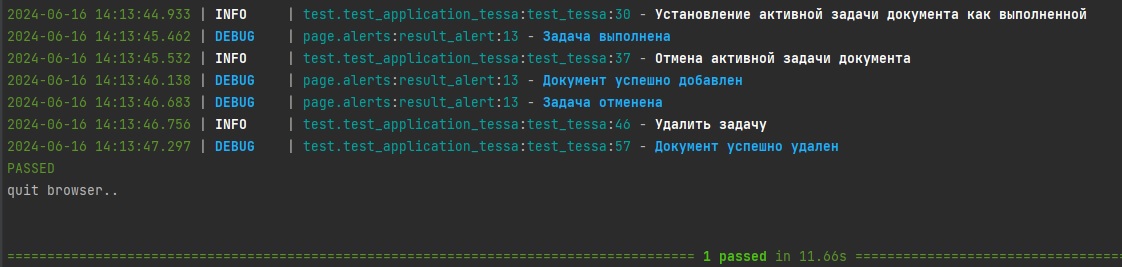 2024-06-16 14:13:44.933 | INFO     | test.test_application_tessa:test_tessa:30 - Установление активной задачи документа как выполненной
2024-06-16 14:13:45.462 | DEBUG    | page.alerts:result_alert:13 - Задача выполнена
2024-06-16 14:13:45.532 | INFO     | test.test_application_tessa:test_tessa:37 - Отмена активной задачи документа
2024-06-16 14:13:46.138 | DEBUG    | page.alerts:result_alert:13 - Документ успешно добавлен
2024-06-16 14:13:46.683 | DEBUG    | page.alerts:result_alert:13 - Задача отменена
2024-06-16 14:13:46.756 | INFO     | test.test_application_tessa:test_tessa:46 - Удалить задачу
2024-06-16 14:13:47.297 | DEBUG    | test.test_application_tessa:test_tessa:57 - Документ успешно удален
PASSED
quit browser..
====================================================================================== 1 passed in 11.66s ==================================